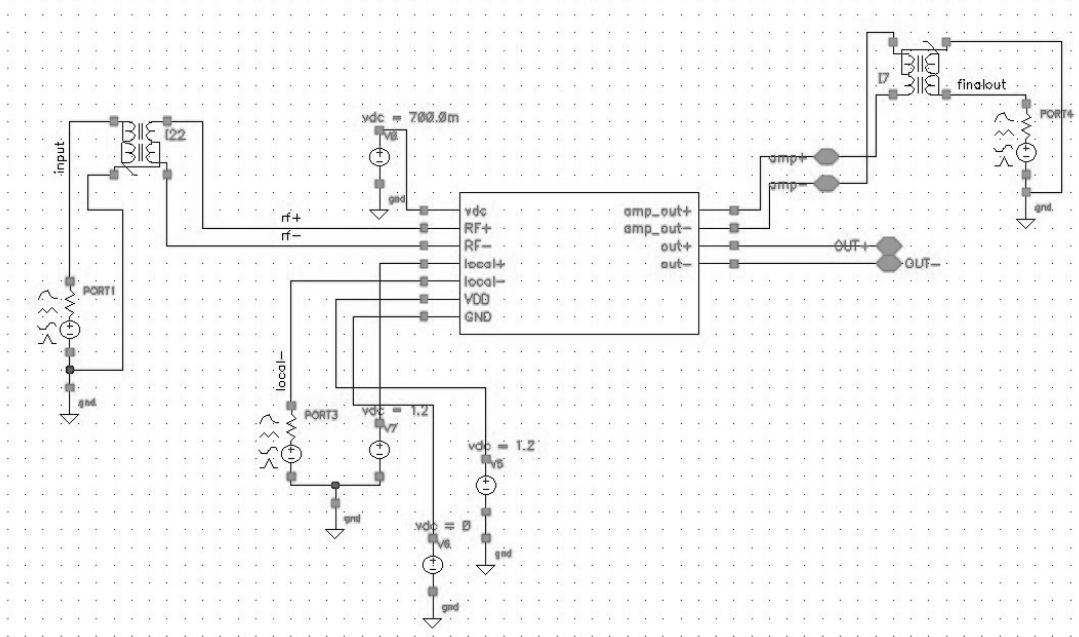 I7
finalout
PORT4
vdc = 700.0m
V0
I22
input
amp+
amp-
gnd
gnd
vdc
amp_out+
rf+
RF+
amp_out-
rf-
RF-
out+
OUT+
local+
out-
OUT-
local-
PORT1
VDD
GND
local-
gnd
PORT3
vdc = 1.2
V7
vdc = 1.2
V5
gnd
vdc = 0
V6
gnd
gnd